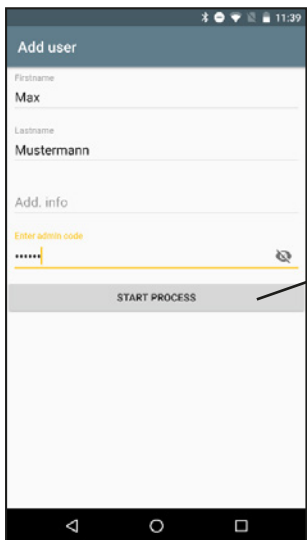 11:39
Add user
Firstname
Max
Lastname
Mustermann
Add. info
Enter admin code
••••••
START PROCESS